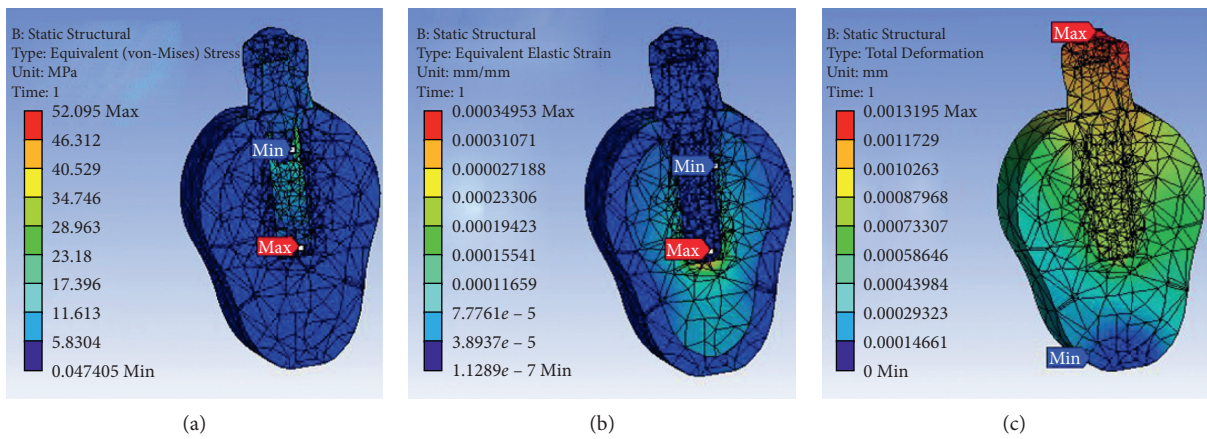 B: Static Structural
Type: Equivalent (von-Mises) Stress
Unit: MPa
Time: 1
52.095 Max
46.312
40.529
34.746
28.963
23.18
17.396
11.613
5.8304
0.047405 Min
Min
Max
(a)
B: Static Structural
Type: Equivalent Elastic Strain
Unit: mm/mm
Time: 1
0.00034953 Max
0.00031071
0.000027188
0.00023306
0.00019423
0.00015541
0.00011659
7.7761e – 5
3.8937e – 5
1.1289e – 7 Min
Min
Max
(b)
B: Static Structural
Type: Total Deformation
Unit: mm
Time: 1
0.0013195 Max
0.0011729
0.0010263
0.00087968
0.00073307
0.00058646
0.00043984
0.00029323
0.00014661
0 Min
Max
Min
(c)